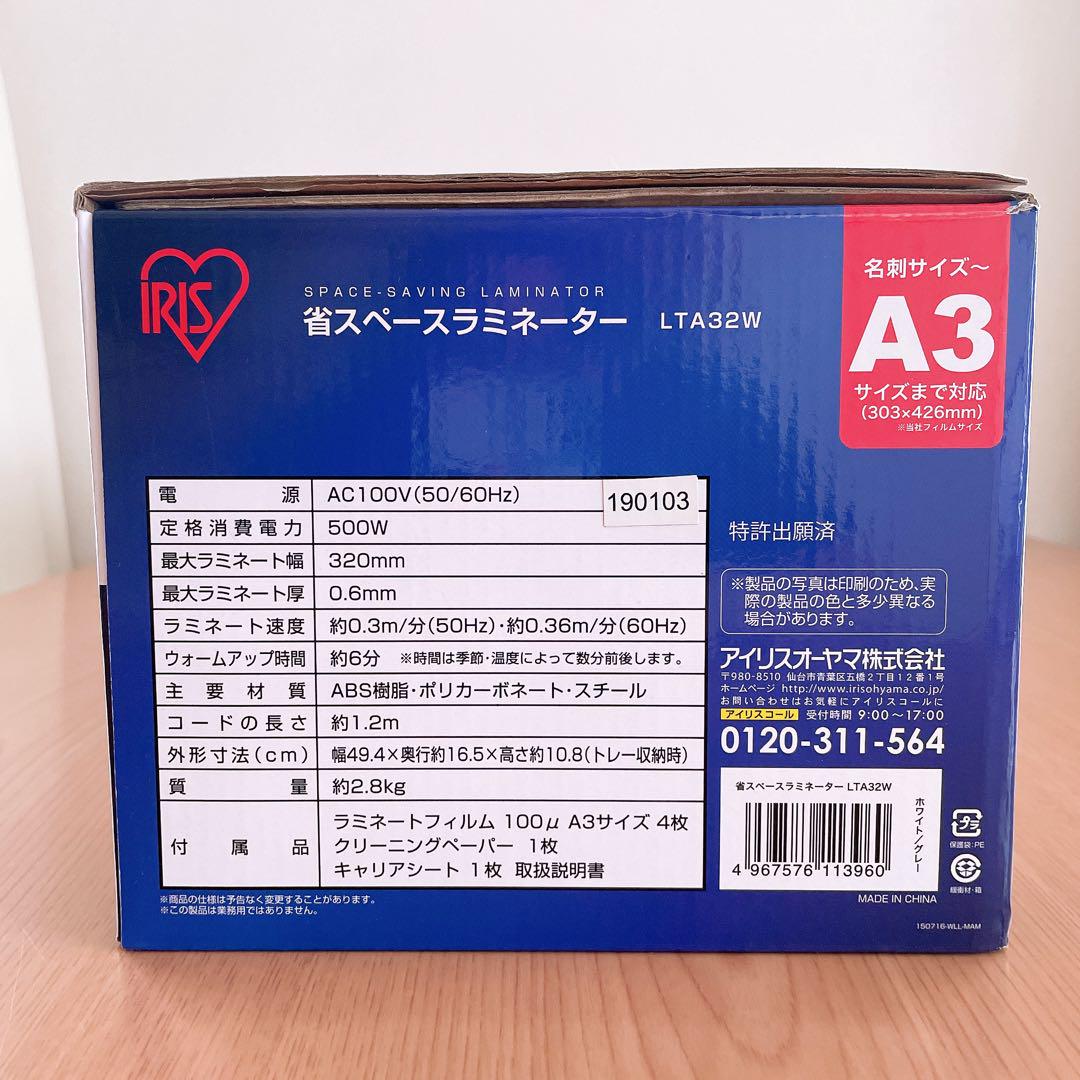 IRIS
SPACE-SAVING LAMINATOR
省スペースラミネーター LTA32W
名刺サイズ～
A3
サイズまで対応
(303×426mm)
※当社フィルムサイズ
電源 AC100V(50/60Hz)
190103
定格消費電力 500W
最大ラミネート幅 320mm
最大ラミネート厚 0.6mm
ラミネート速度 約0.3m/分(50Hz)・約0.36m/分(60Hz)
ウォームアップ時間 約6分 ※時間は季節・温度によって数分前後します。
主要材質 ABS樹脂・ポリカーボネート・スチール
コードの長さ 約1.2m
外形寸法(cm) 幅49.4×奥行約16.5×高さ約10.8(トレー収納時)
質量 約2.8kg
付属品 ラミネートフィルム 100μ A3サイズ 4枚
クリーニングペーパー 1枚
キャリアシート 1枚 取扱説明書
※商品の仕様は予告なく変更することがあります。
※この製品は業務用ではありません。
特許出願済
※製品の写真は印刷のため、実
際の製品の色と多少異なる
場合があります。
アイリスオーヤマ株式会社
〒980-8510 仙台市青葉区五橋2丁目12番1号
ホームページ http://www.irisohyama.co.jp/
お問い合わせはお気軽にアイリスコールに
アイリスコール 受付時間 9:00～17:00
0120-311-564
省スペースラミネーター LTA32W
ホワイト/グレー
4 967576 113960
プラ
保護袋:PE
緩衝材・箱
MADE IN CHINA
150716-WLL-MAM